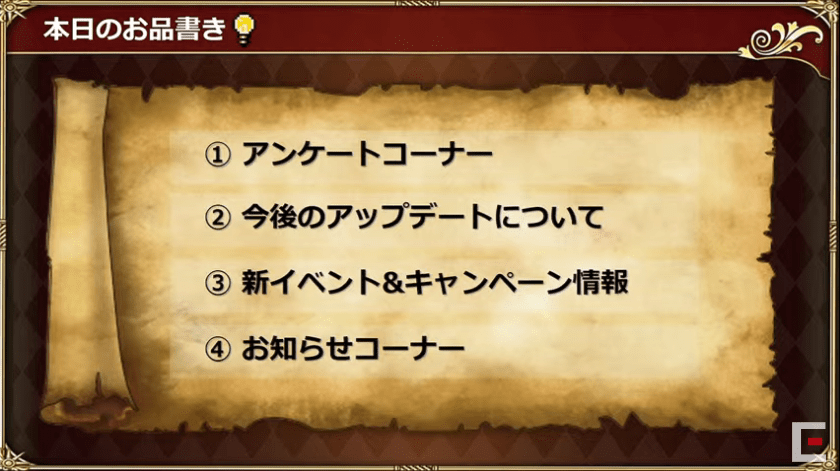 本日のお品書き
① アンケートコーナー
② 今後のアップデートについて
③ 新イベント&キャンペーン情報
④ お知らせコーナー